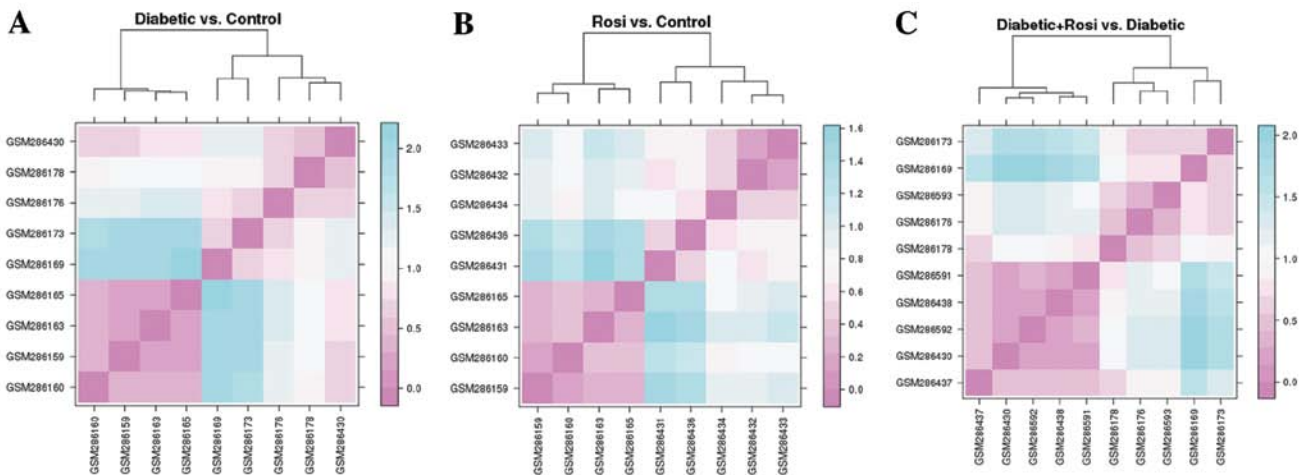 A
Diabetic vs. Control
GSM286430
GSM286178
GSM286176
GSM286173
GSM286169
GSM286165
GSM286163
GSM286159
GSM286160
GSM286160
GSM286159
GSM286163
GSM286165
GSM286169
GSM286173
GSM286176
GSM286178
GSM286430
2.0
1.5
1.0
0.5
0.0
B
Rosi vs. Control
GSM286433
GSM286432
GSM286434
GSM286436
GSM286431
GSM286165
GSM286163
GSM286160
GSM286159
GSM286159
GSM286160
GSM286163
GSM286165
GSM286431
GSM286436
GSM286434
GSM286432
GSM286433
1.6
1.4
1.2
1.0
0.8
0.6
0.4
0.2
0.0
C
Diabetic+Rosi vs. Diabetic
GSM286173
GSM286169
GSM286593
GSM286176
GSM286178
GSM286591
GSM286438
GSM286592
GSM286430
GSM286437
GSM286437
GSM286430
GSM286592
GSM286438
GSM286591
GSM286178
GSM286176
GSM286593
GSM286169
GSM286173
2.0
1.5
1.0
0.5
0.0